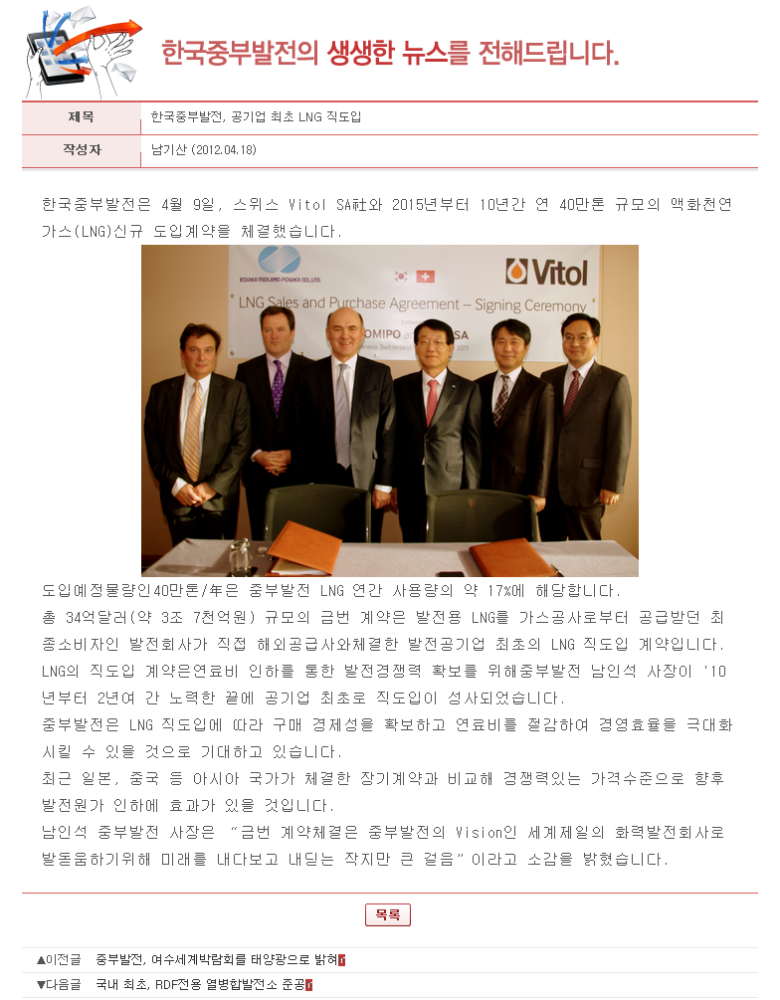 한국중부발전의 생생한 뉴스를 전해드립니다.
제목 한국중부발전, 공기업 최초 LNG 직도입
작성자 남기산 (2012.04.18)
한국중부발전은 4월 9일, 스위스 Vitol SA社와 2015년부터 10년간 연 40만톤 규모의 액화천연
가스(LNG)신규 도입계약을 체결했습니다.
KOREA MIDLAND POWER CO.,LTD.
Vitol
LNG Sales and Purchase Agreement – Signing Ceremony
도입예정물량인40만톤/年은 중부발전 LNG 연간 사용량의 약 17%에 해당합니다.
총 34억달러(약 3조 7천억원) 규모의 금번 계약은 발전용 LNG를 가스공사로부터 공급받던 최
종소비자인 발전회사가 직접 해외공급사와체결한 발전공기업 최초의 LNG 직도입 계약입니다.
LNG의 직도입 계약은연료비 인하를 통한 발전경쟁력 확보를 위해중부발전 남인석 사장이 '10
년부터 2년여 간 노력한 끝에 공기업 최초로 직도입이 성사되었습니다.
중부발전은 LNG 직도입에 따라 구매 경제성을 확보하고 연료비를 절감하여 경영효율을 극대화
시킬 수 있을 것으로 기대하고 있습니다.
최근 일본, 중국 등 아시아 국가가 체결한 장기계약과 비교해 경쟁력있는 가격수준으로 향후
발전원가 인하에 효과가 있을 것입니다.
남인석 중부발전 사장은 “금번 계약체결은 중부발전의 Vision인 세계제일의 화력발전회사로
발돋움하기위해 미래를 내다보고 내딛는 작지만 큰 걸음”이라고 소감을 밝혔습니다.
목록
▲이전글 중부발전, 여수세계박람회를 태양광으로 밝혀
▼다음글 국내 최초, RDF전용 열병합발전소 준공